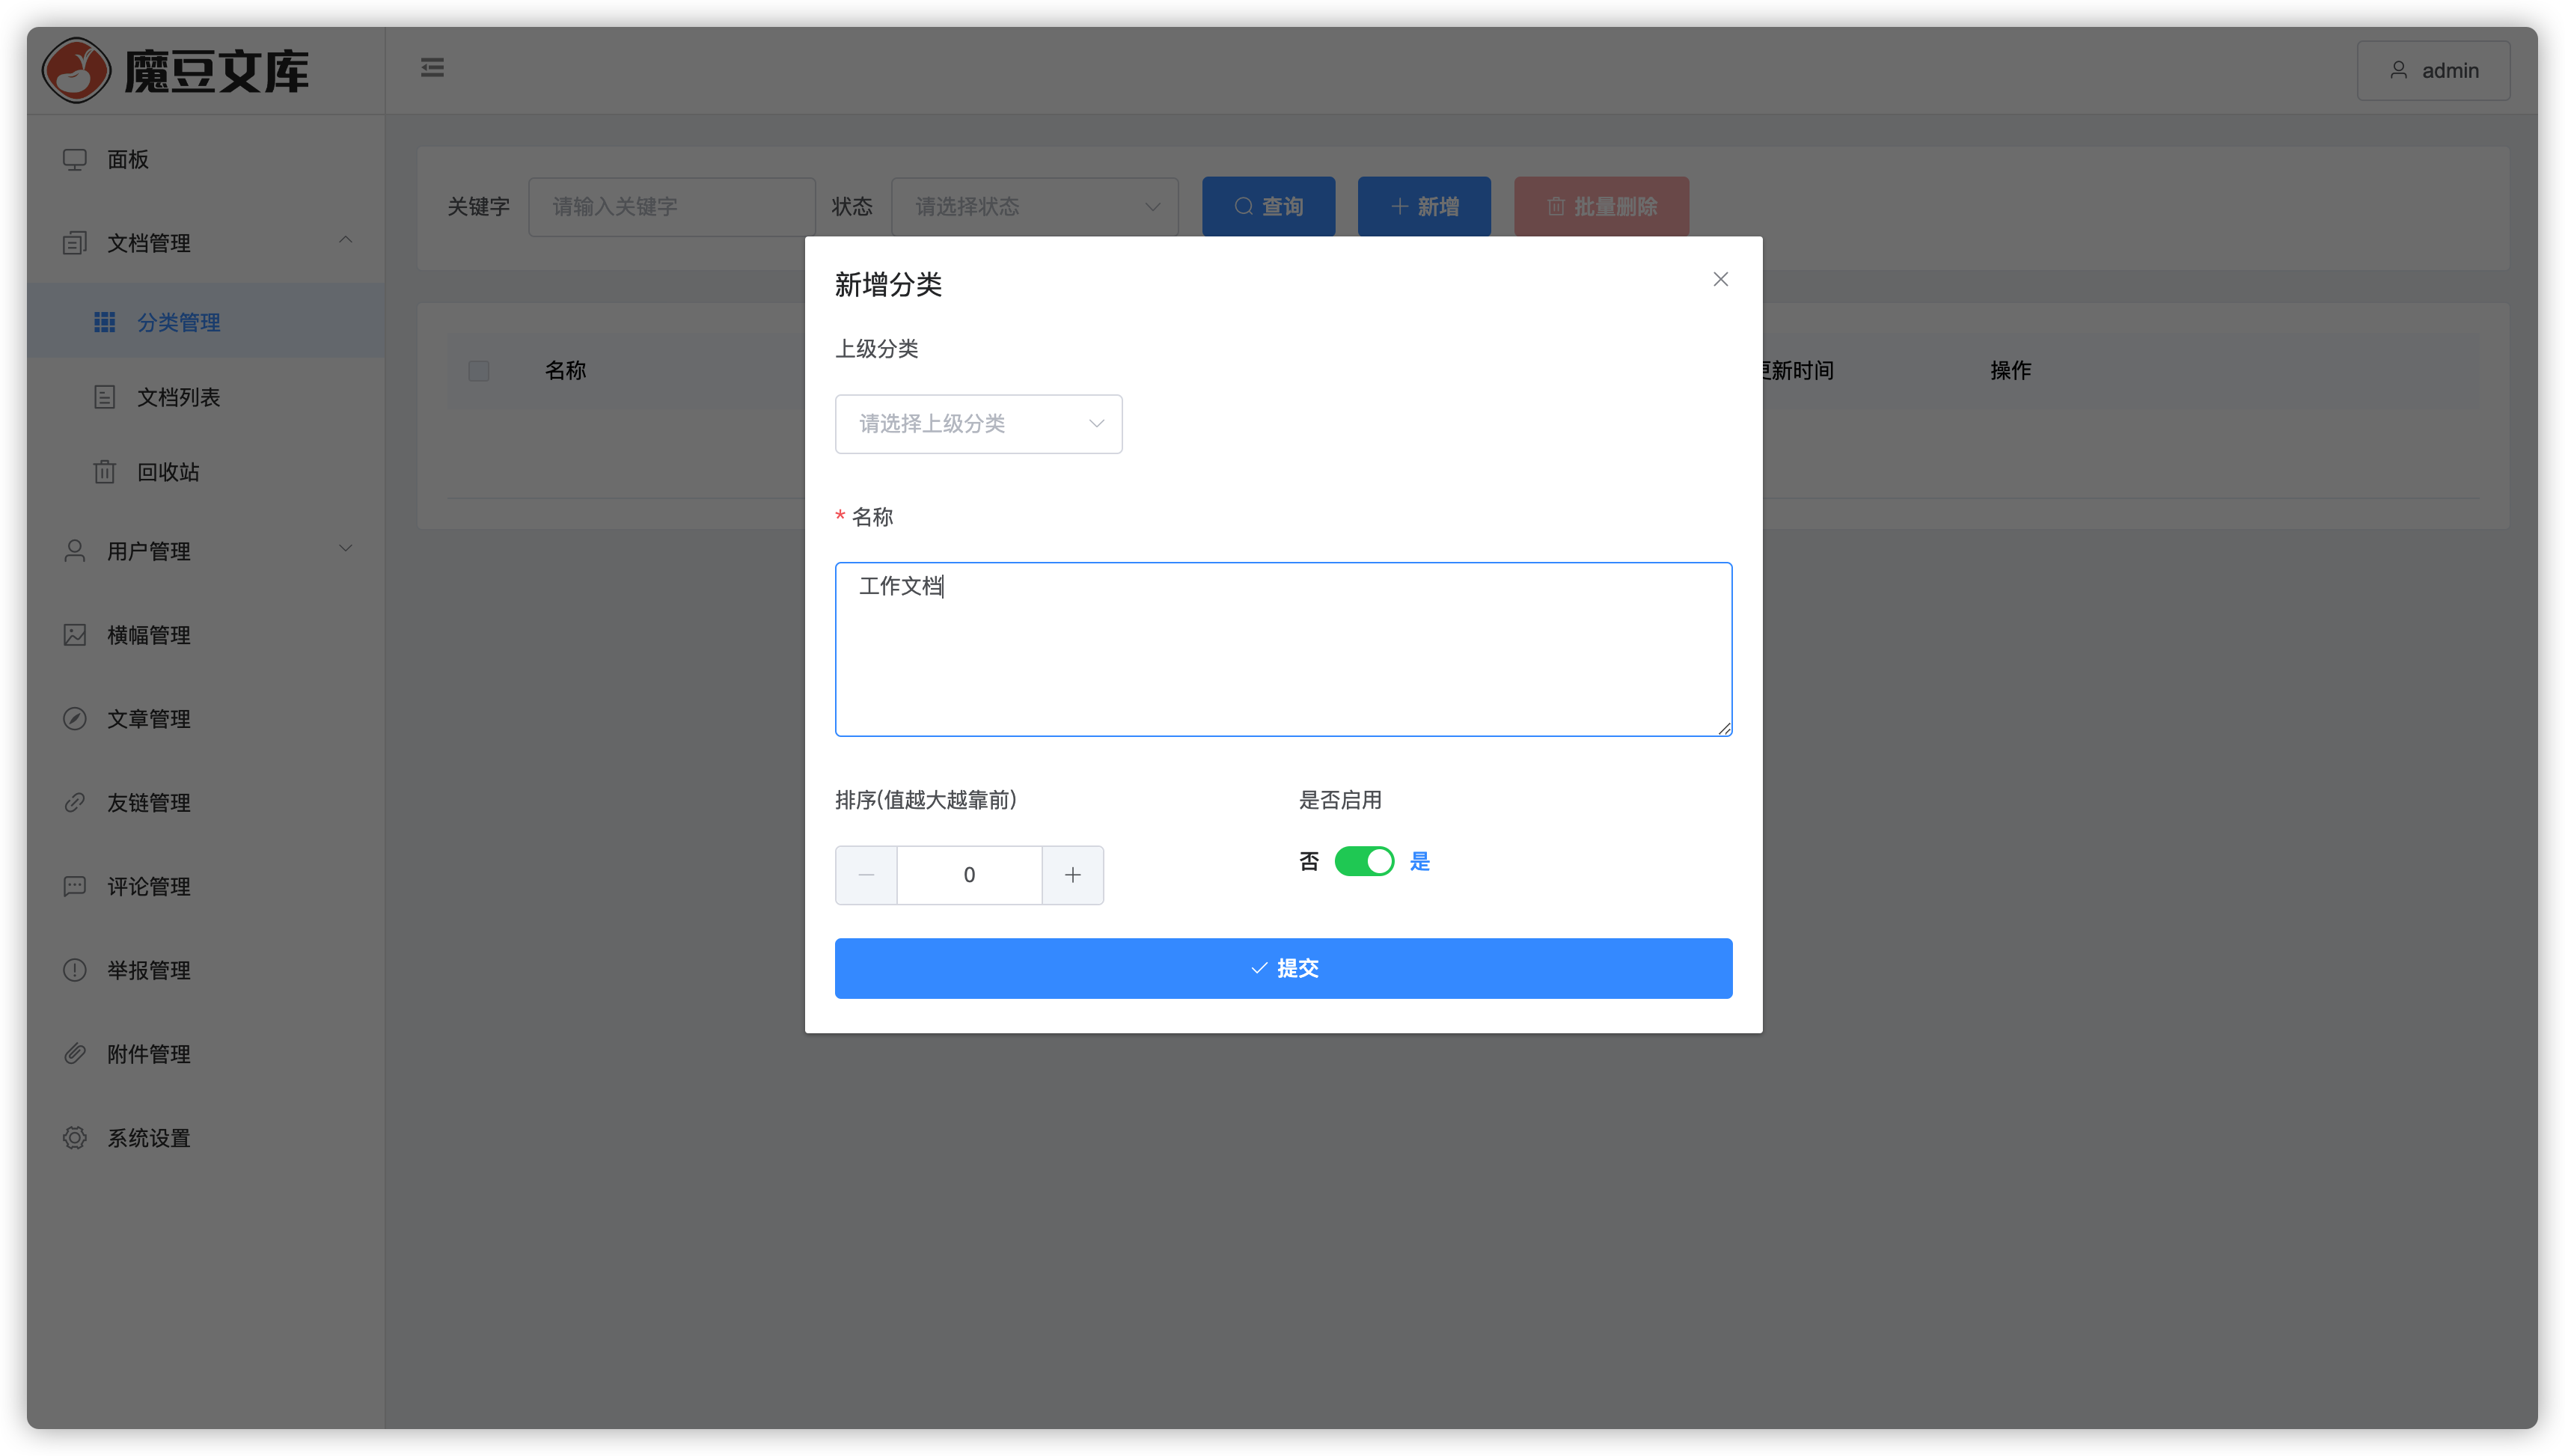 魔豆文库
admin
面板
文档管理
分类管理
文档列表
回收站
用户管理
横幅管理
文章管理
友链管理
评论管理
举报管理
附件管理
系统设置
关键字 请输入关键字 状态 请选择状态 查询 新增 批量删除
名称 更新时间 操作
新增分类
上级分类
请选择上级分类
* 名称
工作文档
排序(值越大越靠前) 是否启用
0 否 是
提交